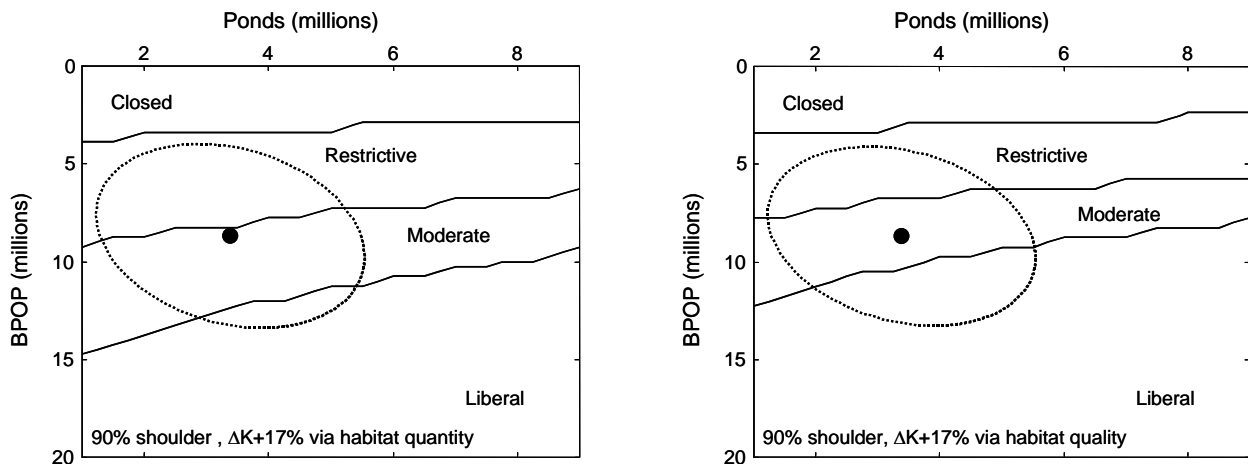 Ponds (millions)
2 4 6 8
0
5
10
15
20
BPOP (millions)
Closed
Restrictive
Moderate
Liberal
90% shoulder , ΔK+17% via habitat quantity
Ponds (millions)
2 4 6 8
0
5
10
15
20
BPOP (millions)
Closed
Restrictive
Moderate
Liberal
90% shoulder, ΔK+17% via habitat quality